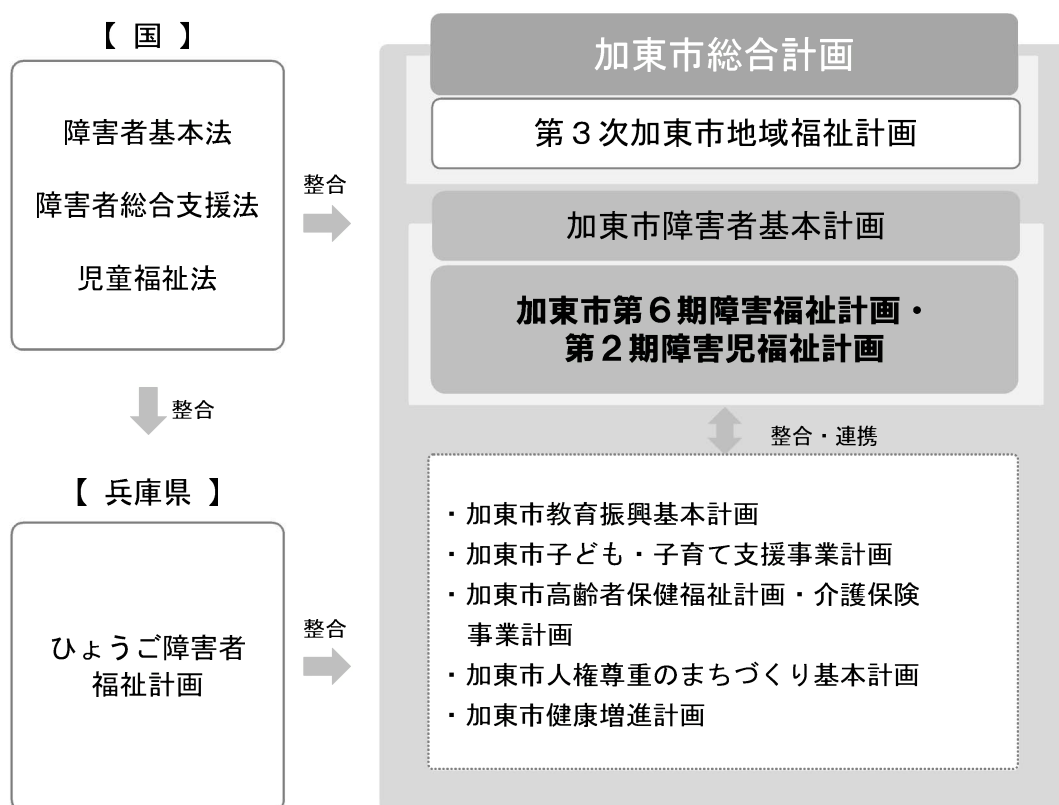 【 国 】
障害者基本法
障害者総合支援法
児童福祉法
整合
整合
【 兵庫県 】
ひょうご障害者
福祉計画
整合
加東市総合計画
第３次加東市地域福祉計画
加東市障害者基本計画
加東市第６期障害福祉計画・
第２期障害児福祉計画
整合・連携
・加東市教育振興基本計画
・加東市子ども・子育て支援事業計画
・加東市高齢者保健福祉計画・介護保険
事業計画
・加東市人権尊重のまちづくり基本計画
・加東市健康増進計画